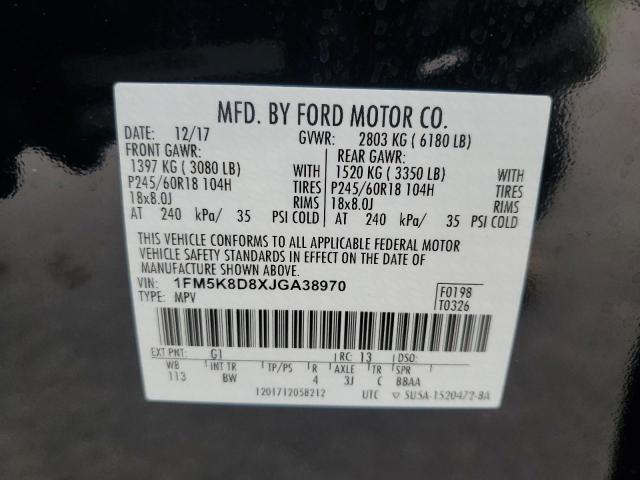 MFD. BY FORD MOTOR CO.
DATE: 12/17 GVWR: 2803 KG ( 6180 LB)
FRONT GAWR: REAR GAWR:
1397 KG ( 3080 LB) WITH 1520 KG ( 3350 LB) WITH
P245/60R18 104H TIRES P245/60R18 104H TIRES
18x8.0J RIMS 18x8.0J RIMS
AT 240 kPa/ 35 PSI COLD AT 240 kPa/ 35 PSI COLD
THIS VEHICLE CONFORMS TO ALL APPLICABLE FEDERAL MOTOR
VEHICLE SAFETY STANDARDS IN EFFECT ON THE DATE OF
MANUFACTURE SHOWN ABOVE.
VIN: 1FM5K8D8XJGA38970
TYPE: MPV
F0198
T0326
EXT PNT: G1 RC: 13 DSO:
WB INT TR TP/PS R AXLE TR SPR
113 BW 4 3J C BBAA
1201712058212 UTC ▽ 5U5A-1520472-BA